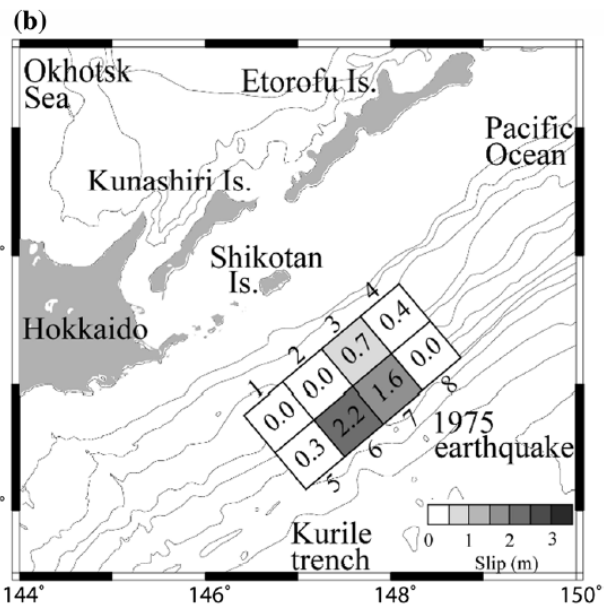 (b)
Okhotsk
Sea
Etorofu Is.
Pacific
Ocean
Kunashiri Is.
Shikotan
Is.
Hokkaido
1 2 3 4
0.0 0.0 0.7 0.4
0.3 2.2 1.6 0.0
5 6 7 8
1975
earthquake
Kurile
trench
0 1 2 3
Slip (m)
144° 146° 148° 150°